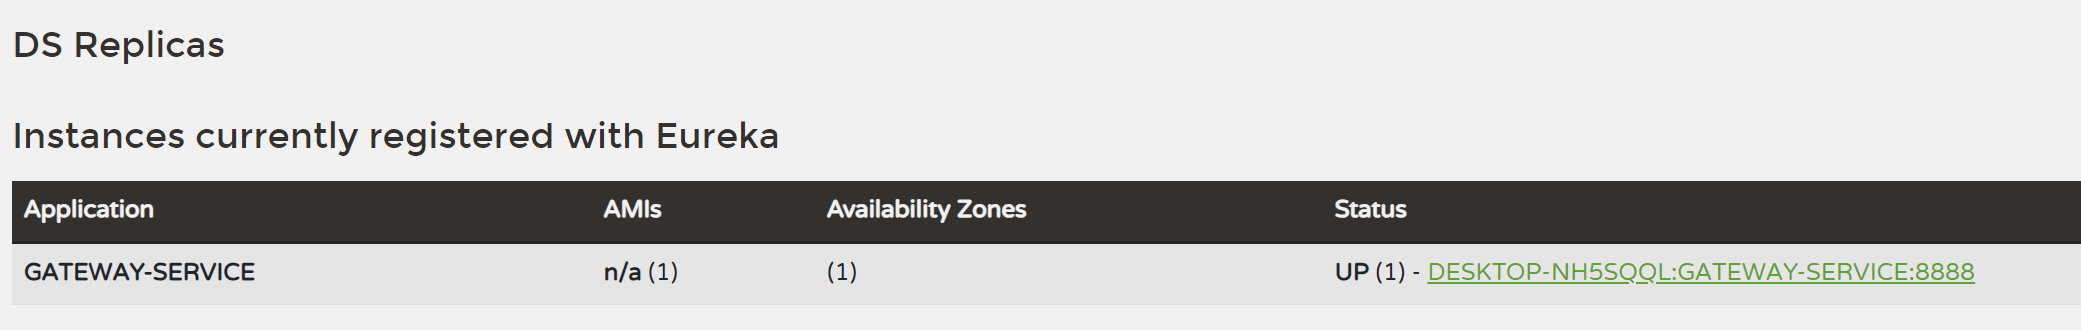 DS Replicas
Instances currently registered with Eureka
Application AMIs Availability Zones Status
GATEWAY-SERVICE n/a (1) (1) UP (1) - DESKTOP-NH5SQQL:GATEWAY-SERVICE:8888